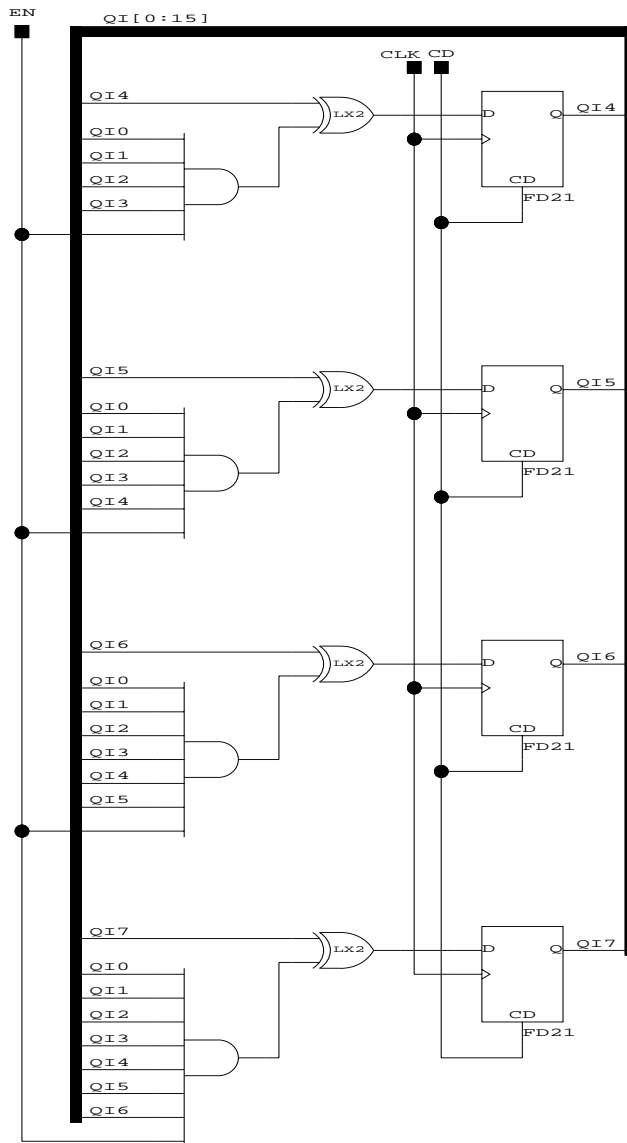 EN
QI[0:15]
CLK CD
QI4
LX2
D
Q
QI4
QI0
QI1
QI2
QI3
CD
FD21
QI5
LX2
D
Q
QI5
QI0
QI1
QI2
QI3
QI4
CD
FD21
QI6
LX2
D
Q
QI6
QI0
QI1
QI2
QI3
QI4
QI5
CD
FD21
QI7
LX2
D
Q
QI7
QI0
QI1
QI2
QI3
QI4
QI5
QI6
CD
FD21